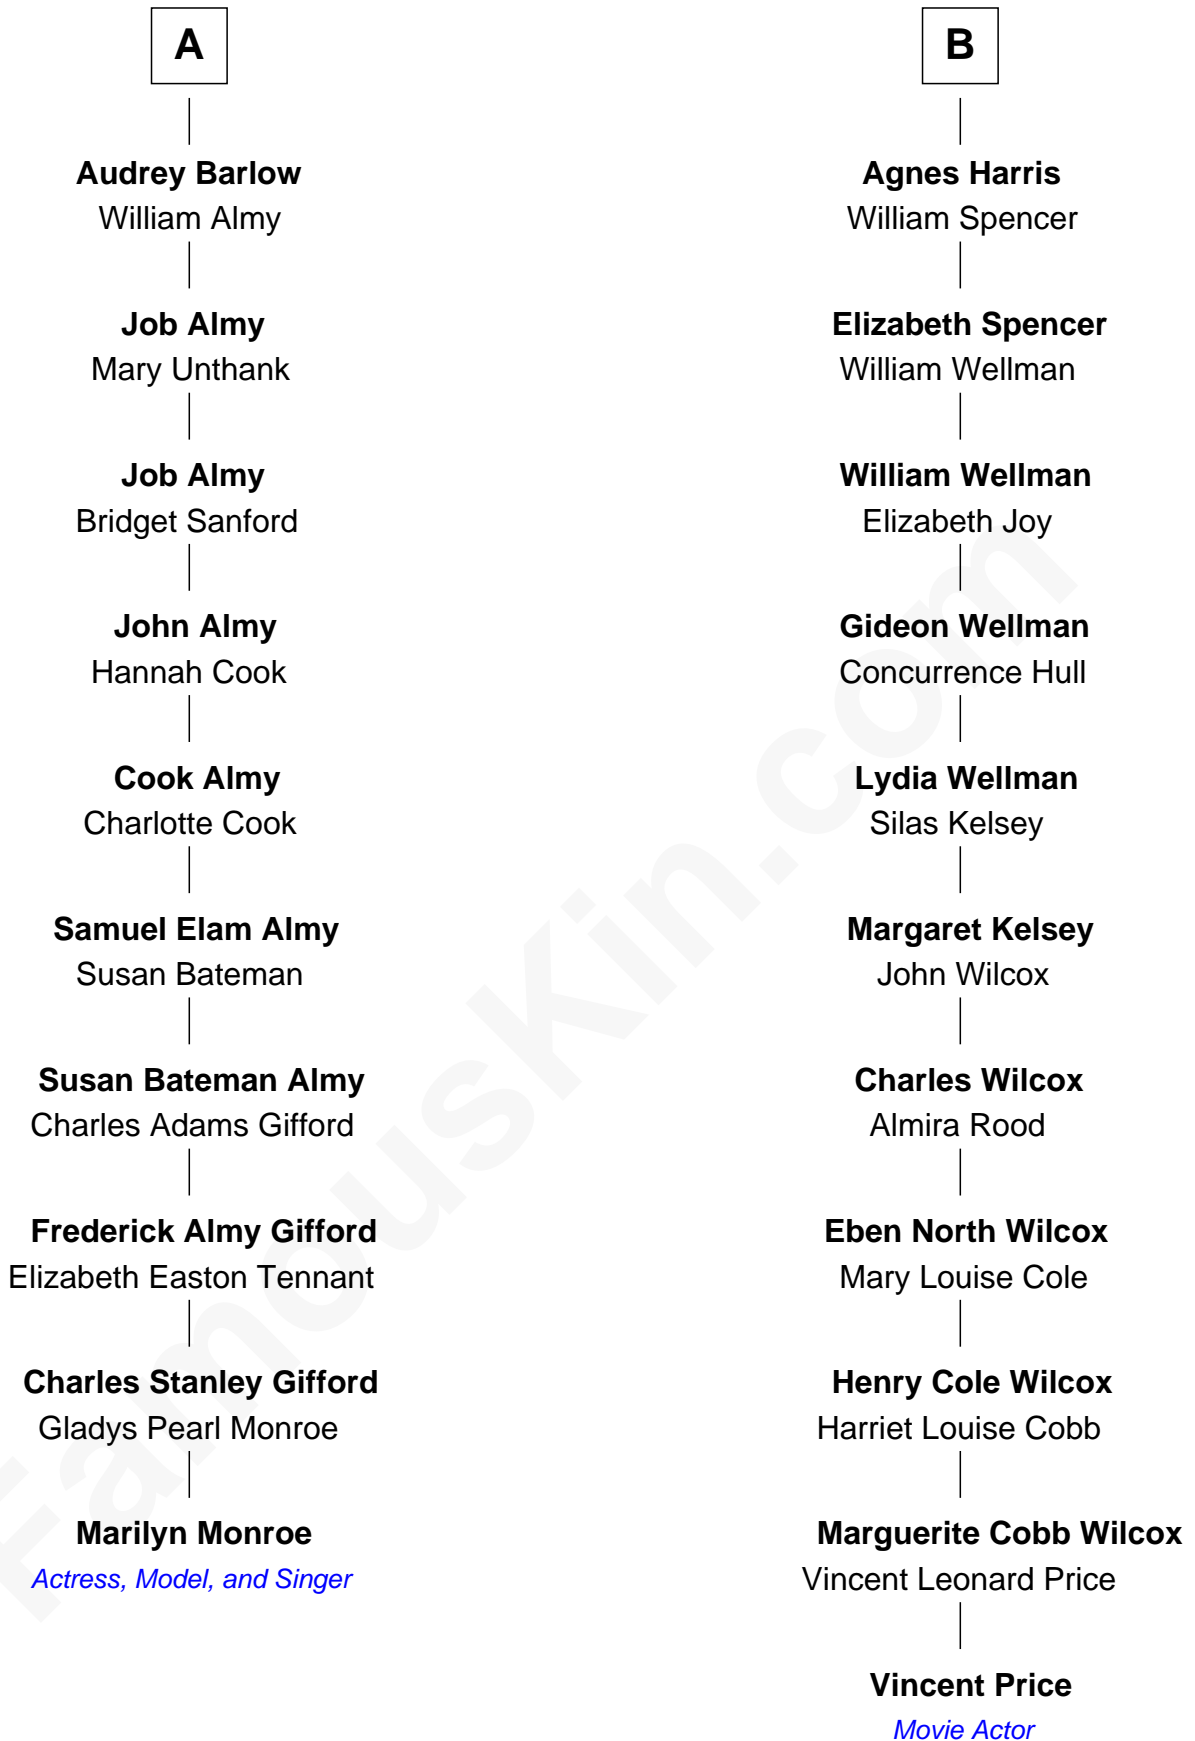 A
Audrey Barlow
William Almy
Job Almy
Mary Unthank
Job Almy
Bridget Sanford
John Almy
Hannah Cook
Cook Almy
Charlotte Cook
Samuel Elam Almy
Susan Bateman
Susan Bateman Almy
Charles Adams Gifford
Frederick Almy Gifford
Elizabeth Easton Tennant
Charles Stanley Gifford
Gladys Pearl Monroe
Marilyn Monroe
Actress, Model, and Singer
B
Agnes Harris
William Spencer
Elizabeth Spencer
William Wellman
William Wellman
Elizabeth Joy
Gideon Wellman
Concurrence Hull
Lydia Wellman
Silas Kelsey
Margaret Kelsey
John Wilcox
Charles Wilcox
Almira Rood
Eben North Wilcox
Mary Louise Cole
Henry Cole Wilcox
Harriet Louise Cobb
Marguerite Cobb Wilcox
Vincent Leonard Price
Vincent Price
Movie Actor
FamousKin.com